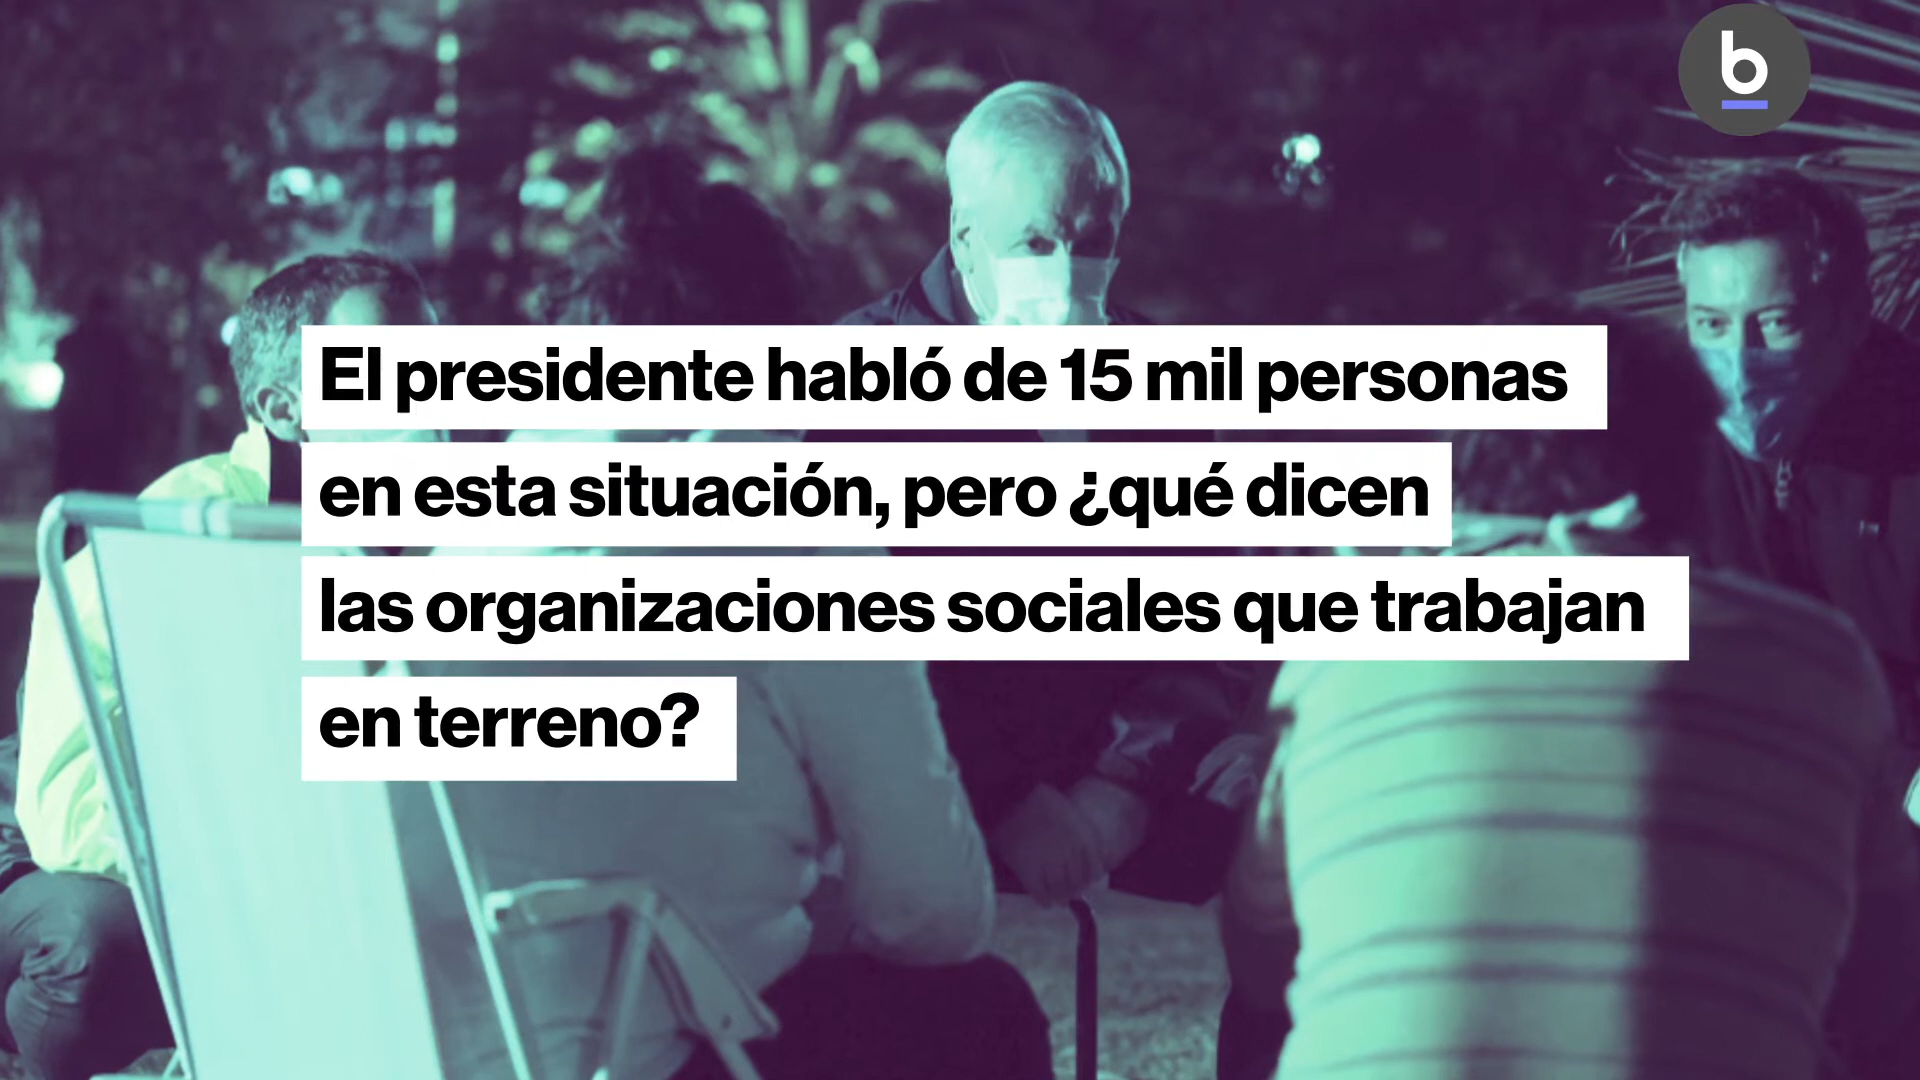 b
El presidente habló de 15 mil personas
en esta situación, pero ¿qué dicen
las organizaciones sociales que trabajan
en terreno?